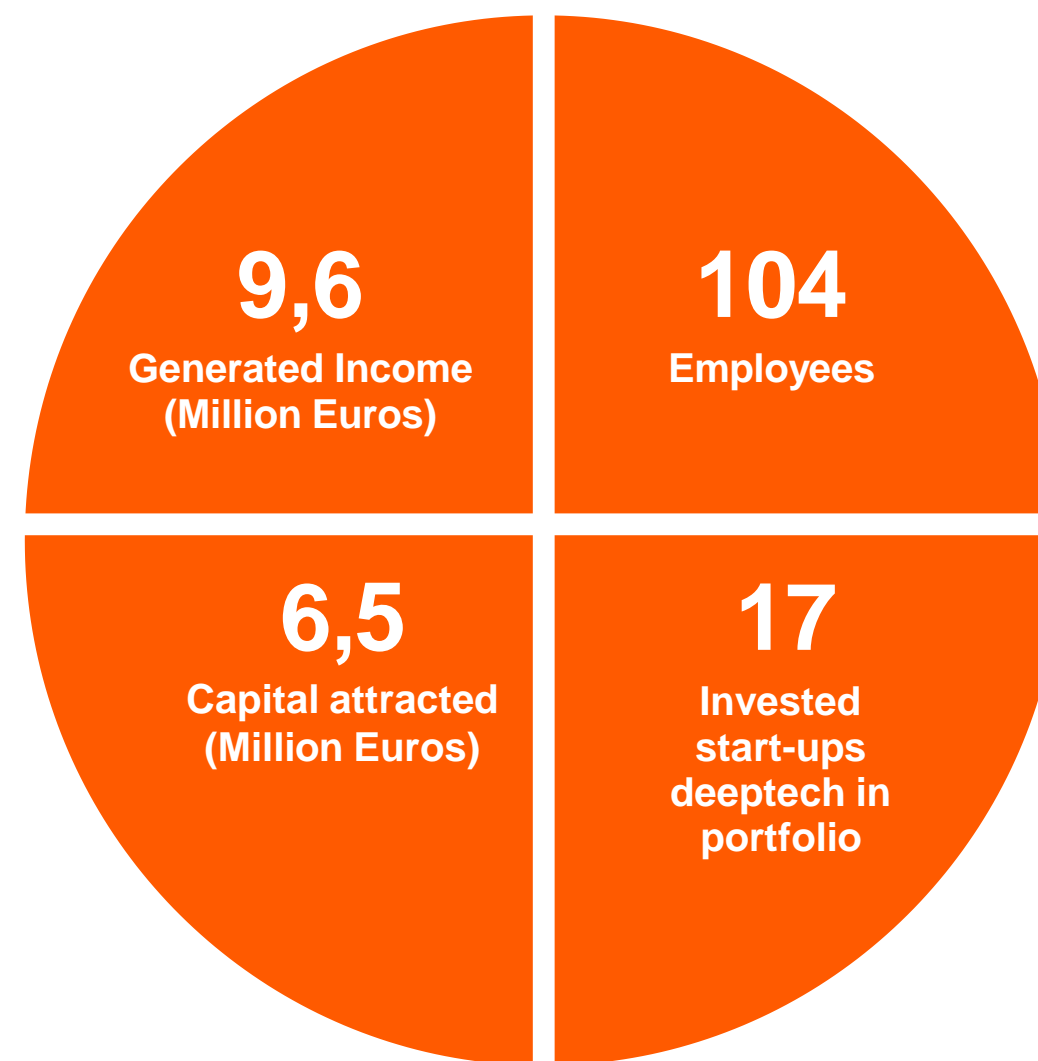 9,6
Generated Income
(Million Euros)
104
Employees
6,5
Capital attracted
(Million Euros)
17
Invested
start-ups
deeptech in
portfolio